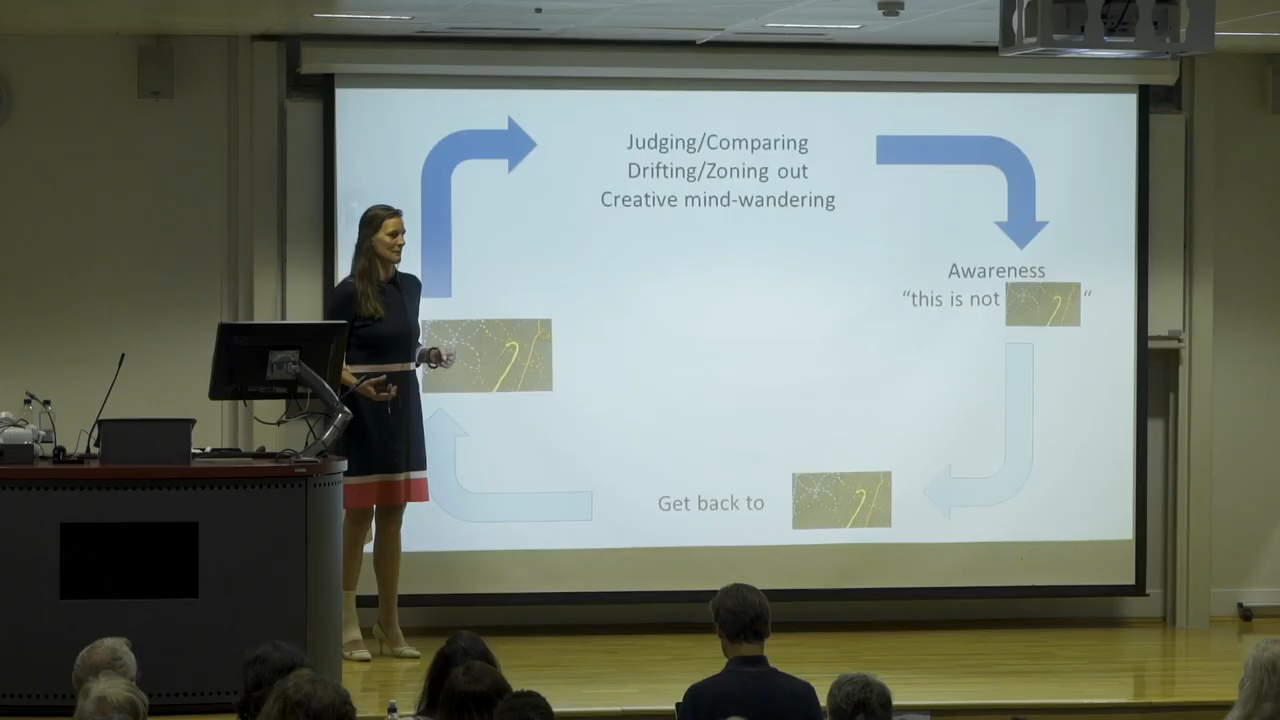 Judging/Comparing
Drifting/Zoning out
Creative mind-wandering
Awareness
“this is not “
Get back to